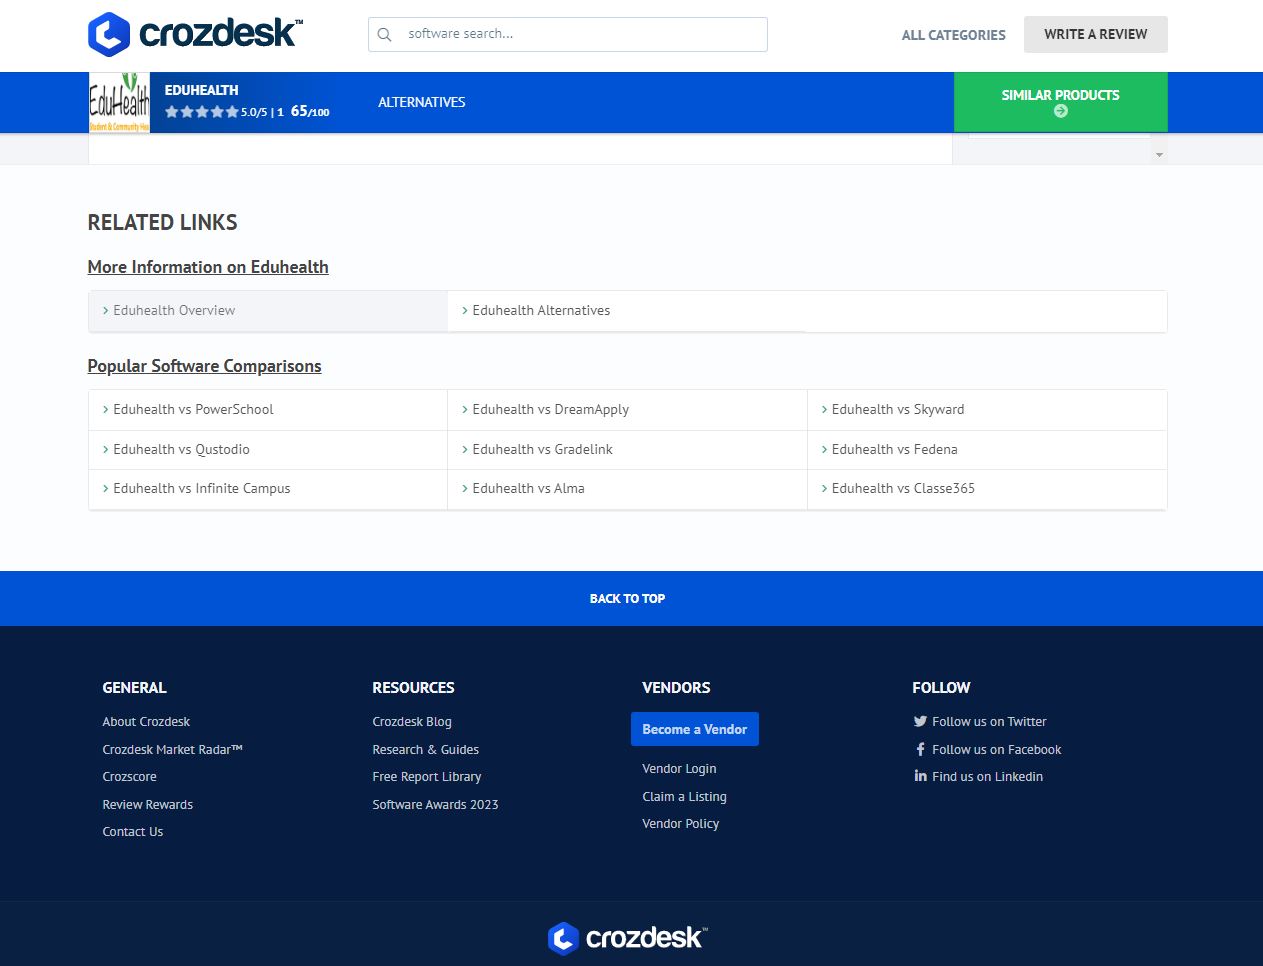 crozdesk™
software search...
ALL CATEGORIES
WRITE A REVIEW
EduHealth
Student & Community Hea
EDUHEALTH
5.0/5 | 1 65/100
ALTERNATIVES
SIMILAR PRODUCTS
RELATED LINKS
More Information on Eduhealth
Eduhealth Overview
Eduhealth Alternatives
Popular Software Comparisons
Eduhealth vs PowerSchool
Eduhealth vs DreamApply
Eduhealth vs Skyward
Eduhealth vs Qustodio
Eduhealth vs Gradelink
Eduhealth vs Fedena
Eduhealth vs Infinite Campus
Eduhealth vs Alma
Eduhealth vs Classe365
BACK TO TOP
GENERAL
About Crozdesk
Crozdesk Market Radar™
Crozscore
Review Rewards
Contact Us
RESOURCES
Crozdesk Blog
Research & Guides
Free Report Library
Software Awards 2023
VENDORS
Become a Vendor
Vendor Login
Claim a Listing
Vendor Policy
FOLLOW
Follow us on Twitter
Follow us on Facebook
Find us on Linkedin
crozdesk™